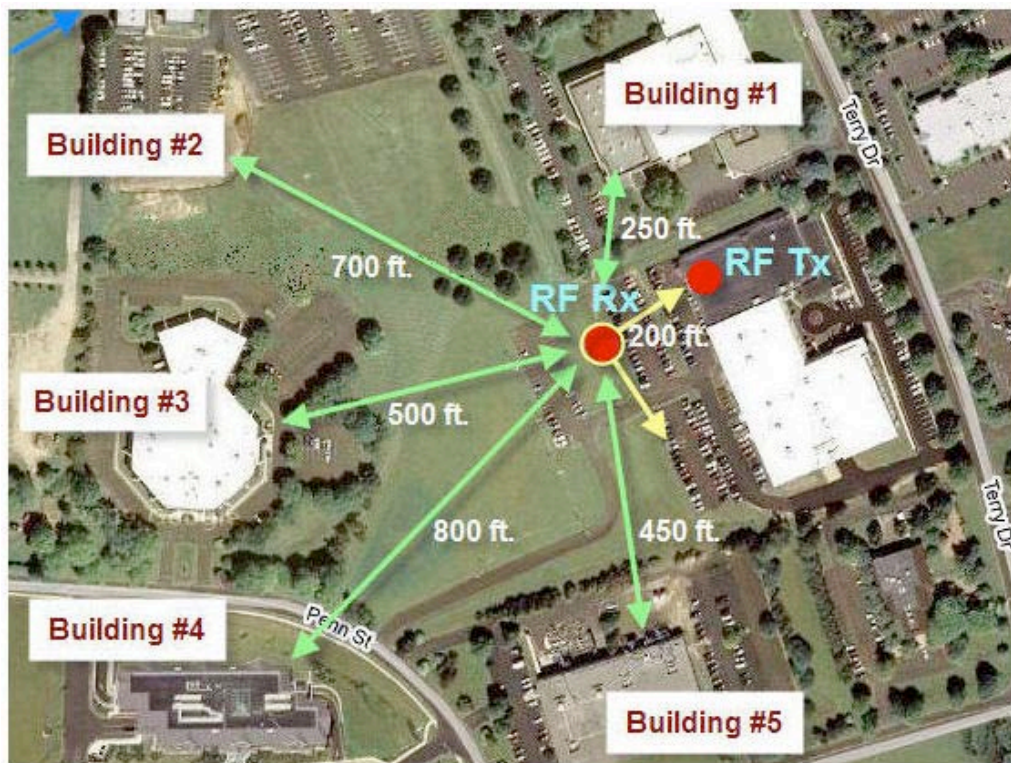 Building #1
Terry Dr
Building #2
250 ft.
700 ft.
RF Tx
RF Rx
200 ft.
Building #3
500 ft.
800 ft.
450 ft.
Terry Dr
Penn St
Building #4
Building #5